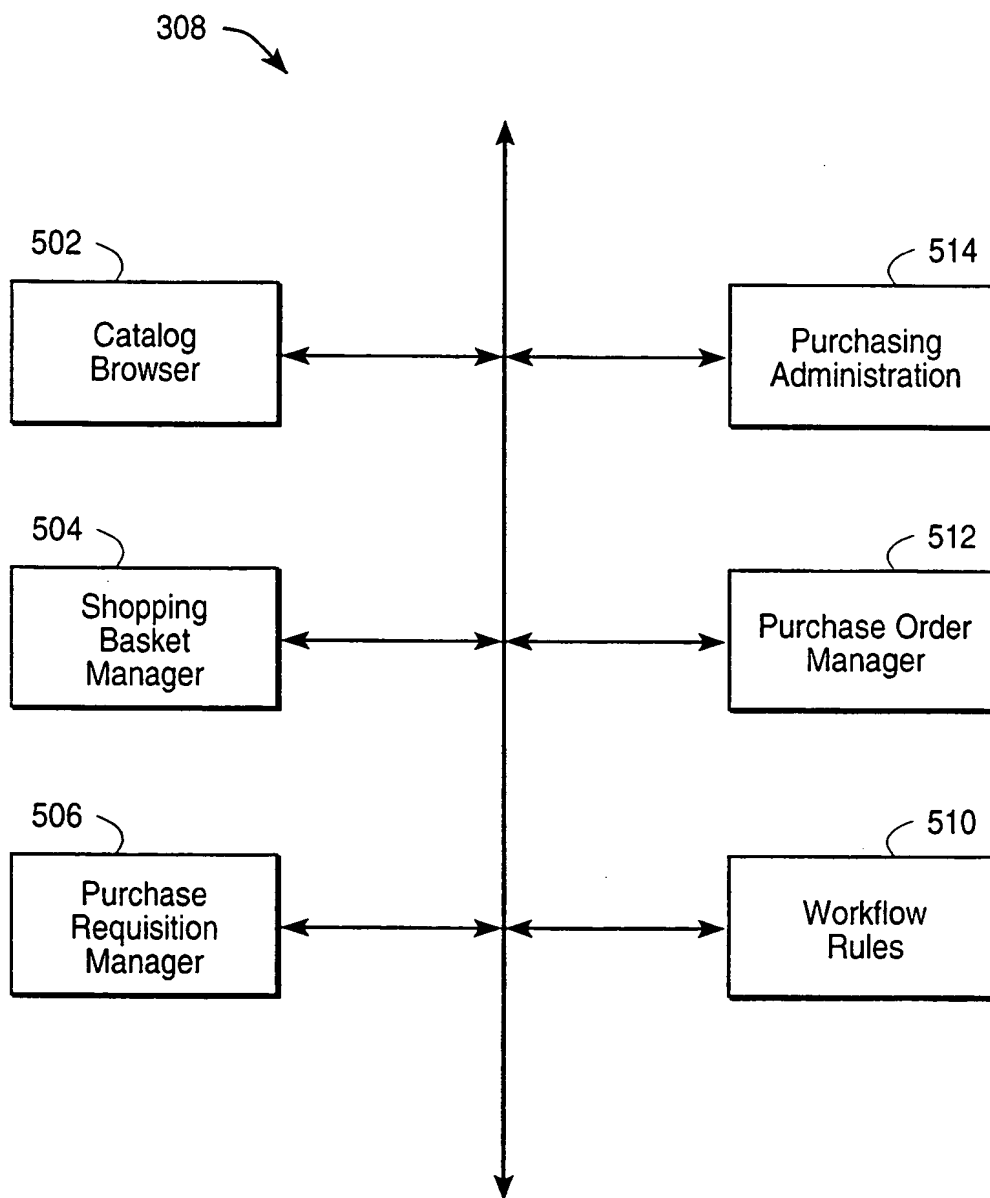 308
502
Catalog
Browser
514
Purchasing
Administration
504
Shopping
Basket
Manager
512
Purchase Order
Manager
506
Purchase
Requisition
Manager
510
Workflow
Rules